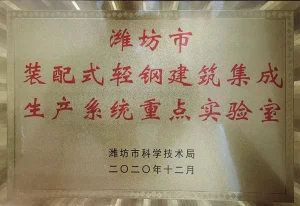 潍坊市
装配式轻钢建筑集成
生产系统重点实验室
潍坊市科学技术局
二〇二〇年十二月